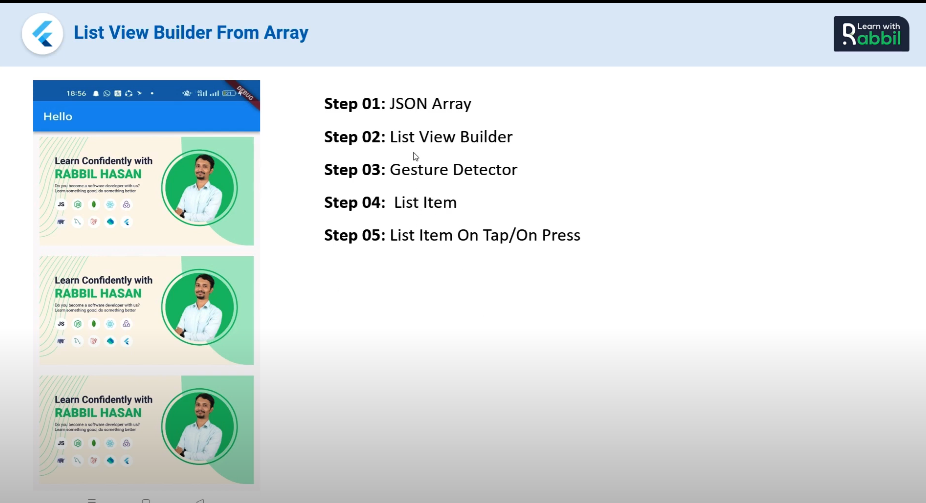 List View Builder From Array
Learn with
Rabbil
18:56
DEBUG
Hello
Learn Confidently with
RABBIL HASAN
Do you become a software developer with us?
Learn something good, do something better
JS
Learn Confidently with
RABBIL HASAN
Do you become a software developer with us?
Learn something good, do something better
JS
Learn Confidently with
RABBIL HASAN
Do you become a software developer with us?
Learn something good, do something better
JS
Step 01: JSON Array
Step 02: List View Builder
Step 03: Gesture Detector
Step 04: List Item
Step 05: List Item On Tap/On Press